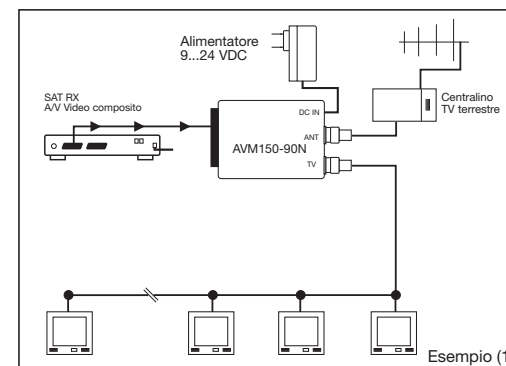 Alimentatore
9...24 VDC
SAT RX
A/V Video composito
DC IN
ANT
AVM150-90N
TV
Centralino
TV terrestre
Esempio (1